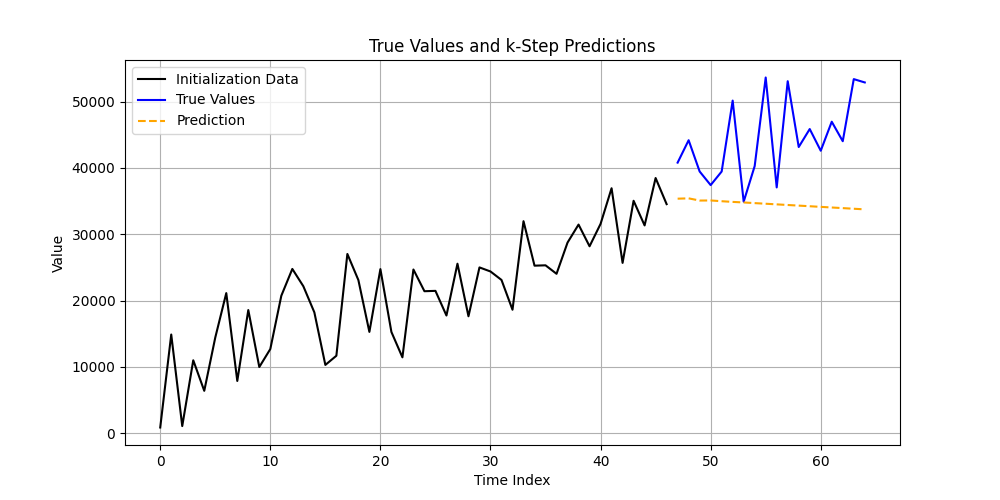 True Values and k-Step Predictions
Initialization Data
True Values
Prediction
50000
40000
30000
20000
10000
0
Value
0 10 20 30 40 50 60
Time Index